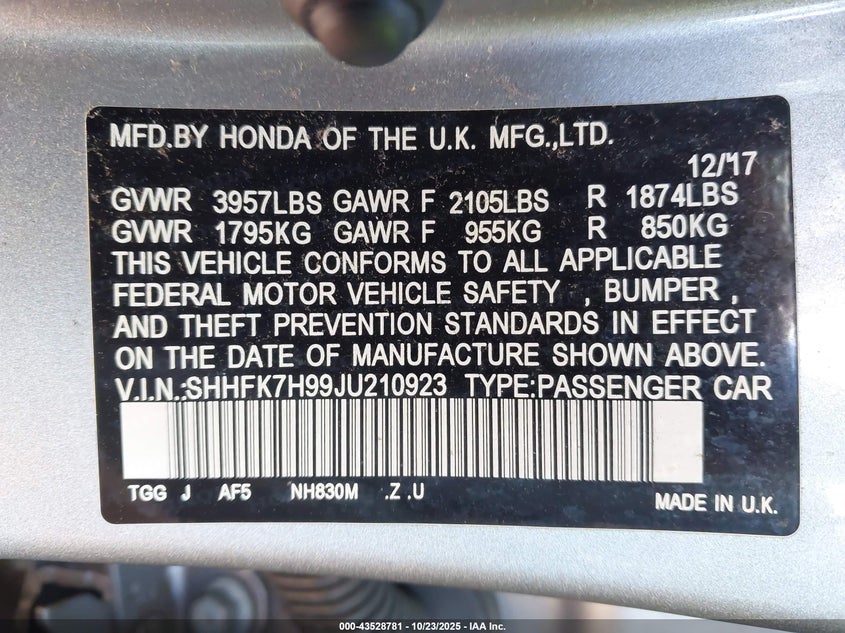 MFD.BY HONDA OF THE U.K. MFG.,LTD.
12/'17
GVWR 3957LBS GAWR F 2105LBS R 1874LBS
GVWR 1795KG GAWR F 955KG R 850KG
THIS VEHICLE CONFORMS TO ALL APPLICABLE
FEDERAL MOTOR VEHICLE SAFETY , BUMPER ,
AND THEFT PREVENTION STANDARDS IN EFFECT
ON THE DATE OF MANUFACTURE SHOWN ABOVE.
V.I.N.:SHHFK7H99JU210923 TYPE:PASSENGER CAR
TGG J AF5 NH830M .Z .U
MADE IN U.K.
000-43528781 - 10/23/2025 - IAA Inc.